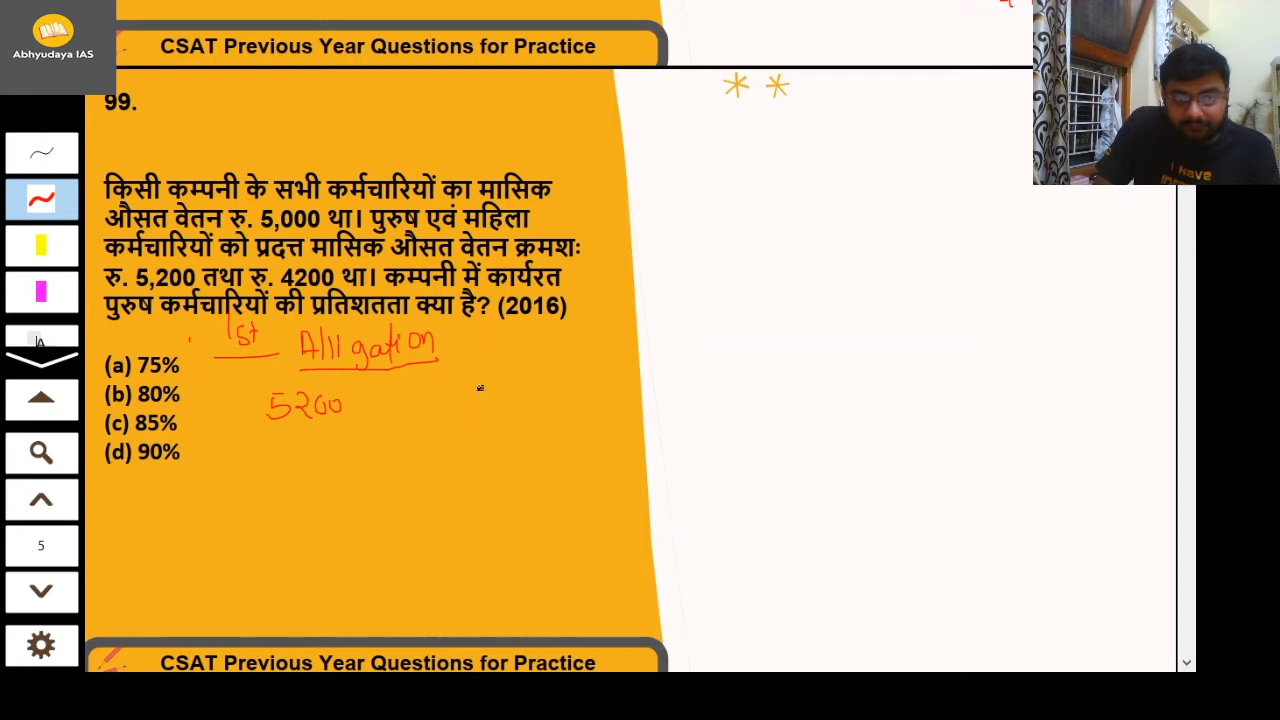 Abhyudaya IAS
CSAT Previous Year Questions for Practice
99.
किसी कम्पनी के सभी कर्मचारियों का मासिक
औसत वेतन रु. 5,000 था। पुरुष एवं महिला
कर्मचारियों को प्रदत्त मासिक औसत वेतन क्रमशः
रु. 5,200 तथा रु. 4200 था। कम्पनी में कार्यरत
पुरुष कर्मचारियों की प्रतिशतता क्या है? (2016)
1st Alligation
(a) 75%
(b) 80%
5200
(c) 85%
(d) 90%
5
A
I HAVE
CSAT Previous Year Questions for Practice